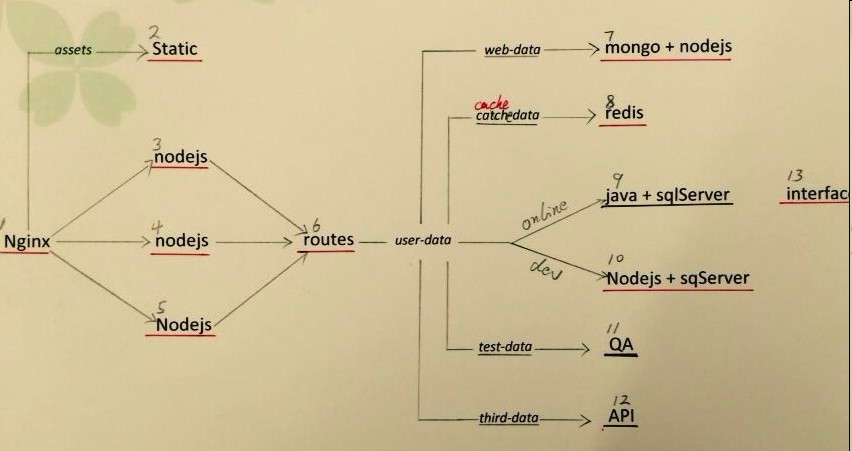 2
assets Static
7
web-data mongo + nodejs
cache 8
catchedata redis
3
nodejs
9
java + sqlServer
13
interfac
online
1 4 6
Nginx nodejs routes user-data
dev
10
Nodejs + sqServer
5
Nodejs
11
test-data QA
12
third-data API